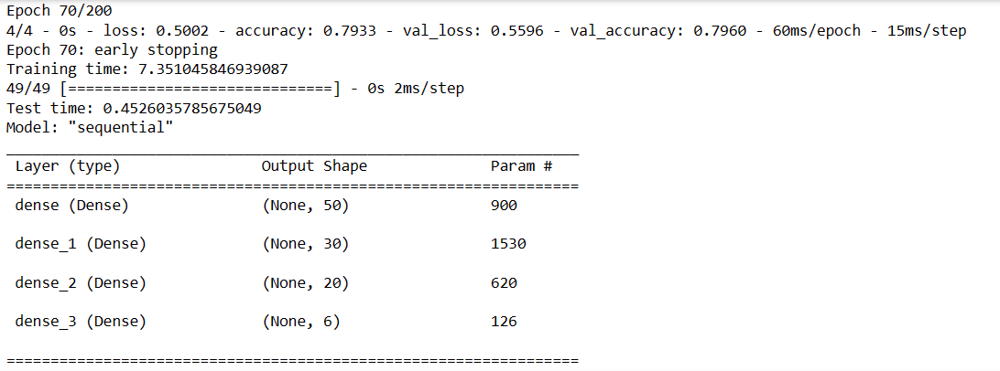 Epoch 70/200
4/4 - 0s - loss: 0.5002 - accuracy: 0.7933 - val_loss: 0.5596 - val_accuracy: 0.7960 - 60ms/epoch - 15ms/step
Epoch 70: early stopping
Training time: 7.351045846939087
49/49 [==============================] - 0s 2ms/step
Test time: 0.4526035785675049
Model: "sequential"
_________________________________________________________________
Layer (type)                Output Shape              Param #
=================================================================
dense (Dense)               (None, 50)                900
dense_1 (Dense)             (None, 30)                1530
dense_2 (Dense)             (None, 20)                620
dense_3 (Dense)             (None, 6)                 126
=================================================================